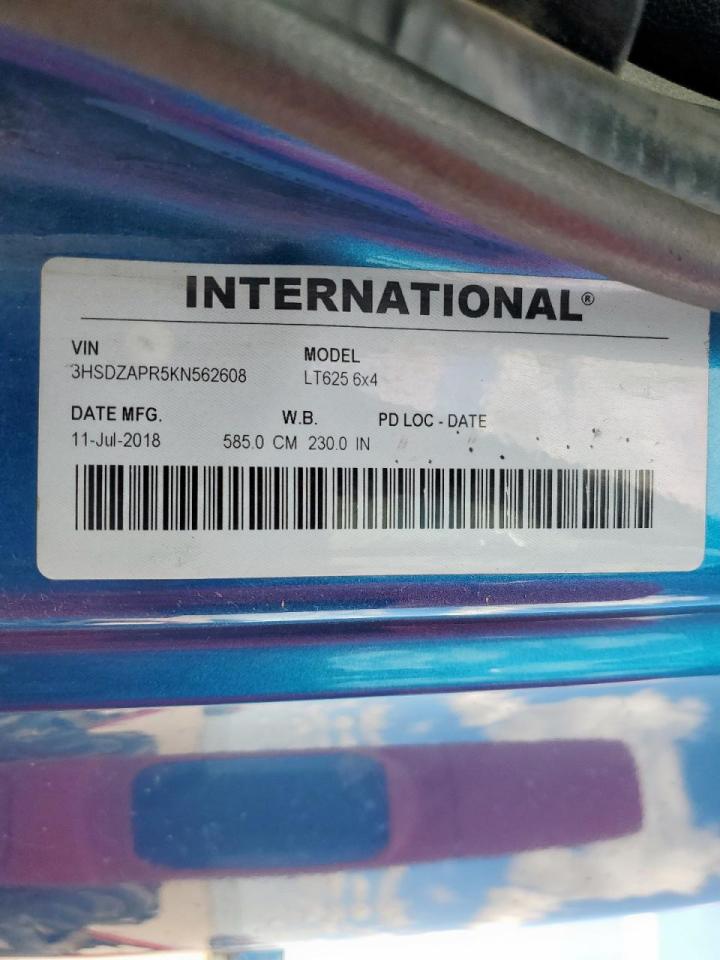 INTERNATIONAL®
VIN MODEL
3HSDZAPR5KN562608 LT625 6x4
DATE MFG. W.B. PD LOC - DATE
11-Jul-2018 585.0 CM 230.0 IN